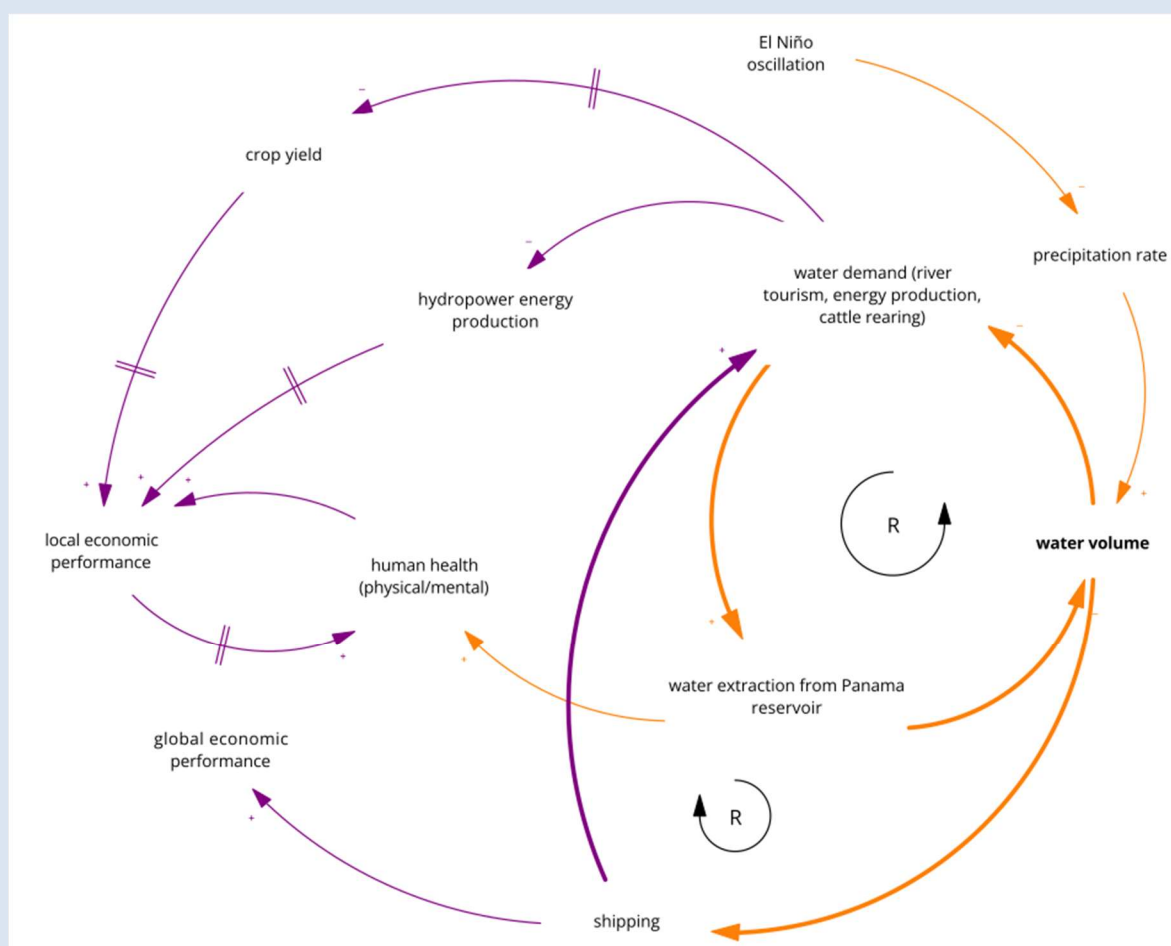 El Niño
oscillation
−
crop yield
−
−
precipitation rate
water demand (river
tourism, energy production,
cattle rearing)
hydropower energy
production
−
+
+
+
+
+
R
water volume
local economic
performance
human health
(physical/mental)
−
+
+
+
water extraction from Panama
reservoir
global economic
performance
+
R
shipping